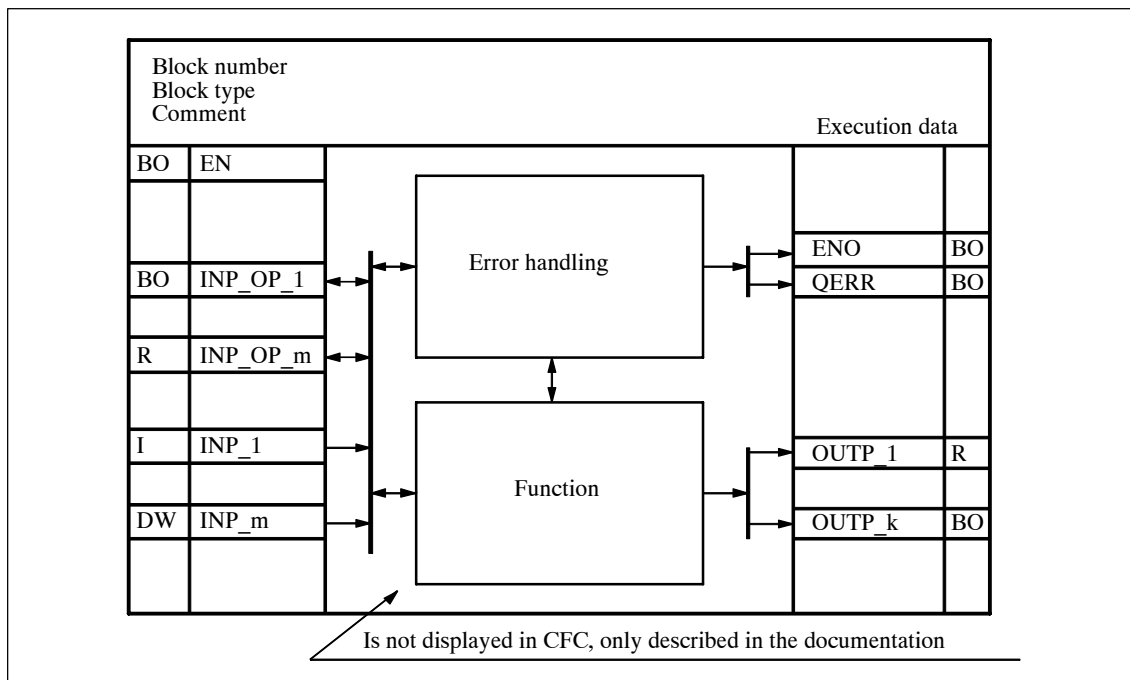 Block number
Block type
Comment
Execution data
BO EN
ENO BO
Error handling
BO INP_OP_1
QERR BO
R INP_OP_m
I INP_1
OUTP_1 R
Function
DW INP_m
OUTP_k BO
Is not displayed in CFC, only described in the documentation